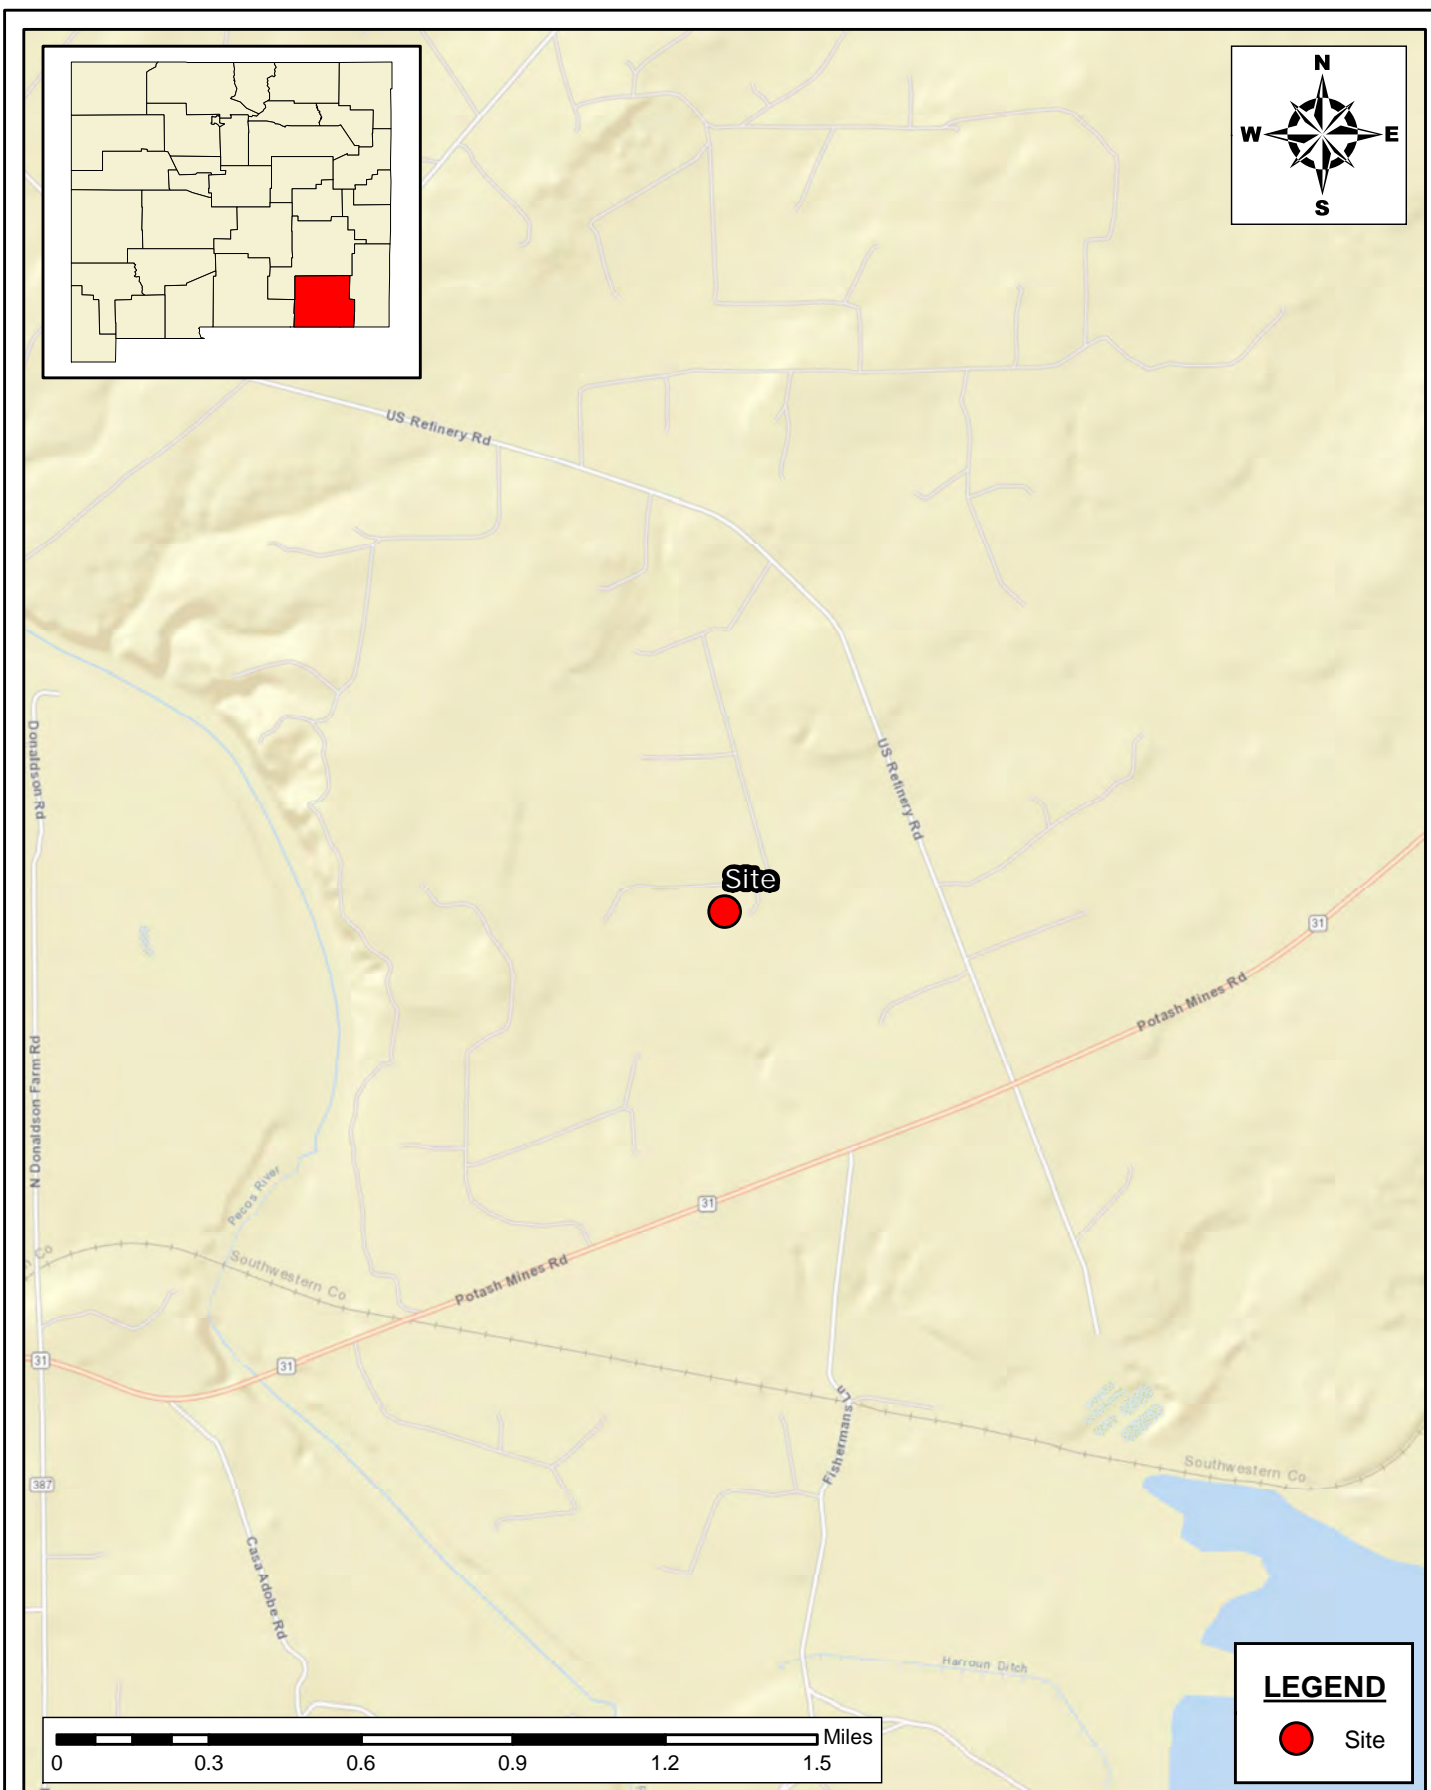 N
W E
S
US Refinery Rd
Donaldson Rd
US Refinery Rd
Site
31
Potash Mines Rd
N Donaldson Farm Rd
Pecos River
31
Co
Southwestern Co
Potash Mines Rd
31
31
Fishermans Ln
Southwestern Co
387
Casa Adobe Rd
Harroun Ditch
LEGEND
Site
Miles
0 0.3 0.6 0.9 1.2 1.5